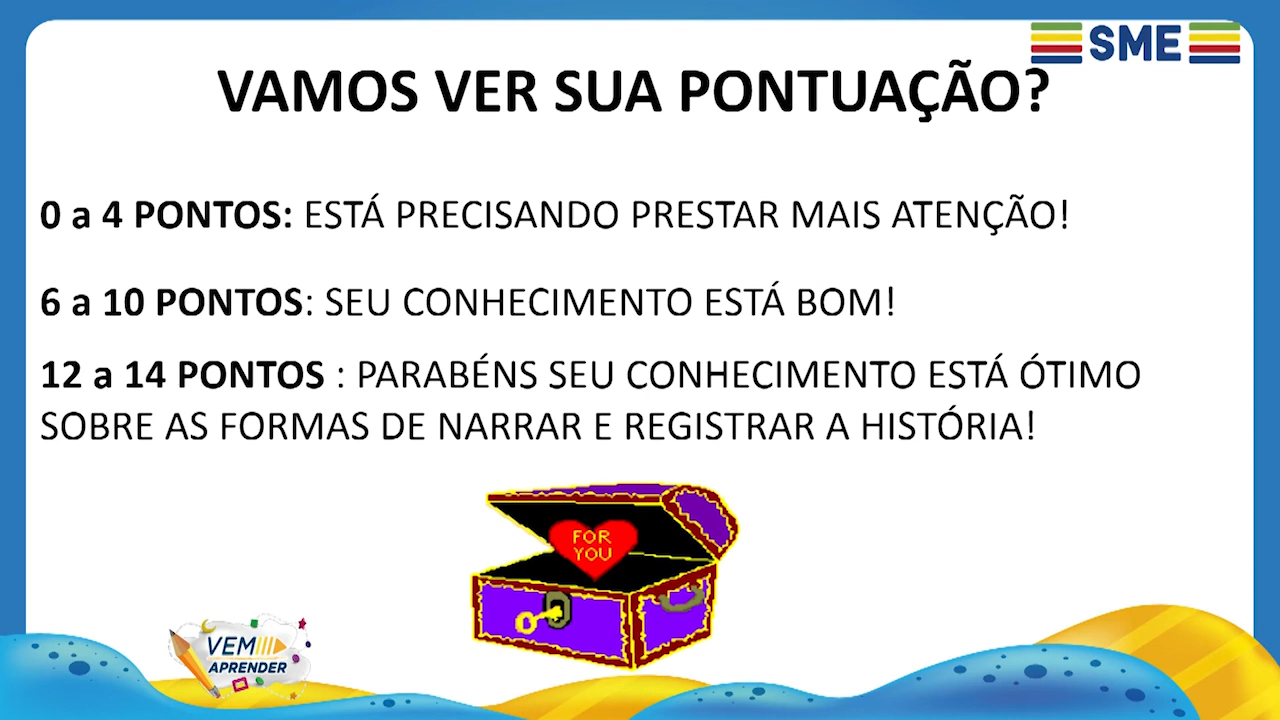 SME
VAMOS VER SUA PONTUAÇÃO?
0 a 4 PONTOS: ESTÁ PRECISANDO PRESTAR MAIS ATENÇÃO!
6 a 10 PONTOS: SEU CONHECIMENTO ESTÁ BOM!
12 a 14 PONTOS : PARABÉNS SEU CONHECIMENTO ESTÁ ÓTIMO
SOBRE AS FORMAS DE NARRAR E REGISTRAR A HISTÓRIA!
FOR
YOU
VEM
APRENDER